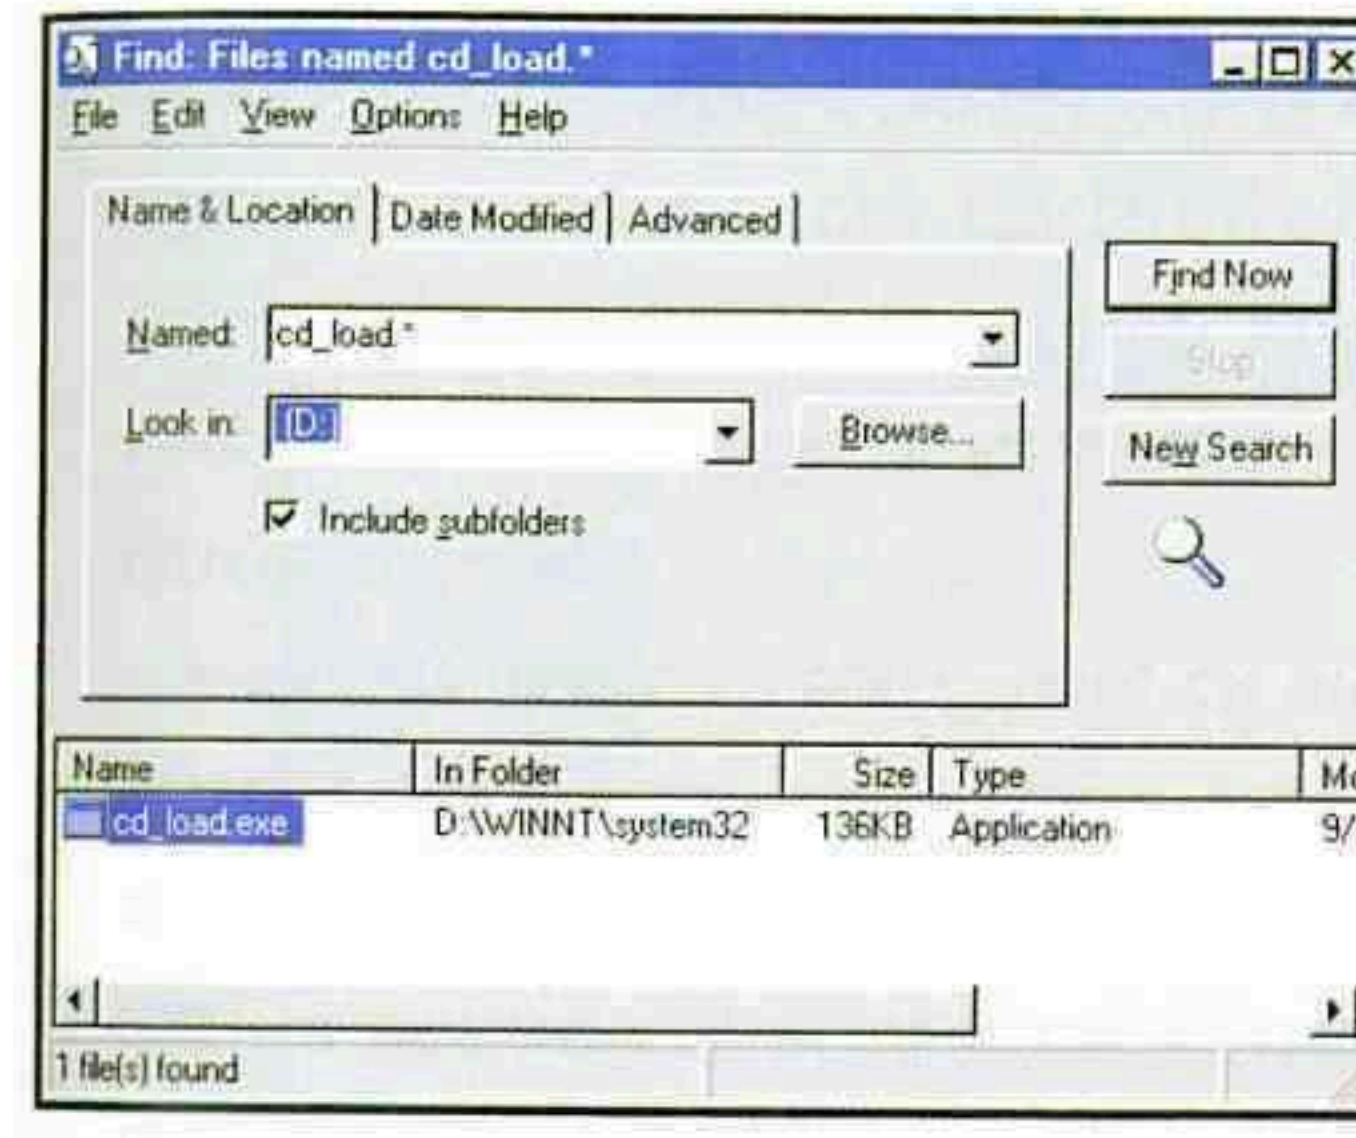 Find: Files named cd_load.*
File Edit View Options Help
Name & Location Date Modified Advanced
Named: cd_load.*
Look in: (D:)
Browse...
Include subfolders
Find Now
Stop
New Search
Name In Folder Size Type
cd_load.exe D:\WINNT\system32 136KB Application 9/
1 file(s) found